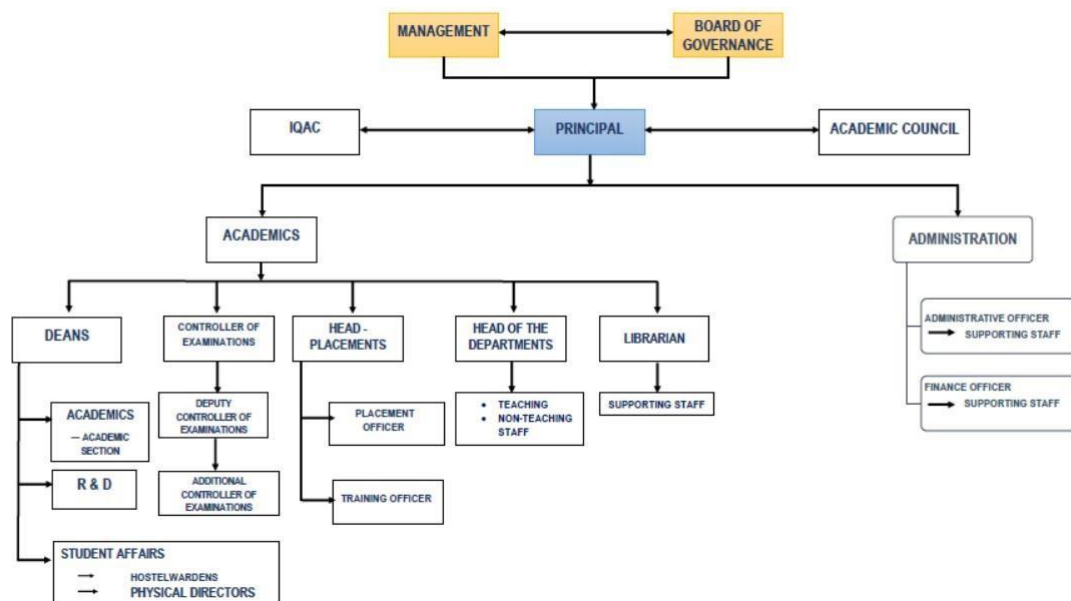 MANAGEMENT
BOARD OF
GOVERNANCE
IQAC
PRINCIPAL
ACADEMIC COUNCIL
ACADEMICS
ADMINISTRATION
DEANS
CONTROLLER OF
EXAMINATIONS
HEAD -
PLACEMENTS
HEAD OF THE
DEPARTMENTS
LIBRARIAN
ADMINISTRATIVE OFFICER
SUPPORTING STAFF
FINANCE OFFICER
SUPPORTING STAFF
ACADEMICS
— ACADEMIC
SECTION
DEPUTY
CONTROLLER OF
EXAMINATIONS
PLACEMENT
OFFICER
• TEACHING
• NON-TEACHING
STAFF
SUPPORTING STAFF
R & D
ADDITIONAL
CONTROLLER OF
EXAMINATIONS
TRAINING OFFICER
STUDENT AFFAIRS
HOSTELWARDENS
PHYSICAL DIRECTORS